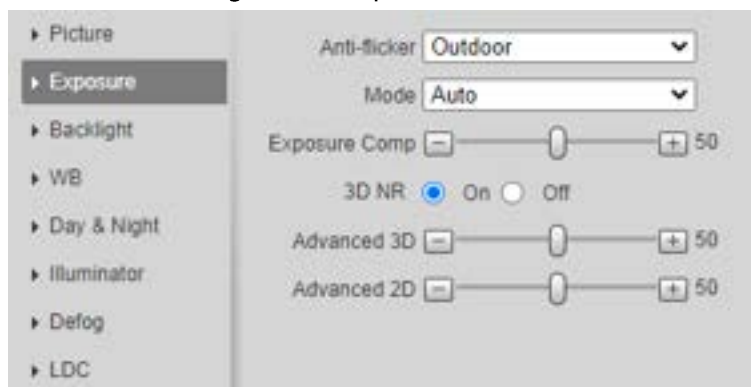 Picture
Exposure
Backlight
WB
Day & Night
Illuminator
Defog
LDC
Anti-flicker Outdoor
Mode Auto
Exposure Comp 50
3D NR On Off
Advanced 3D 50
Advanced 2D 50